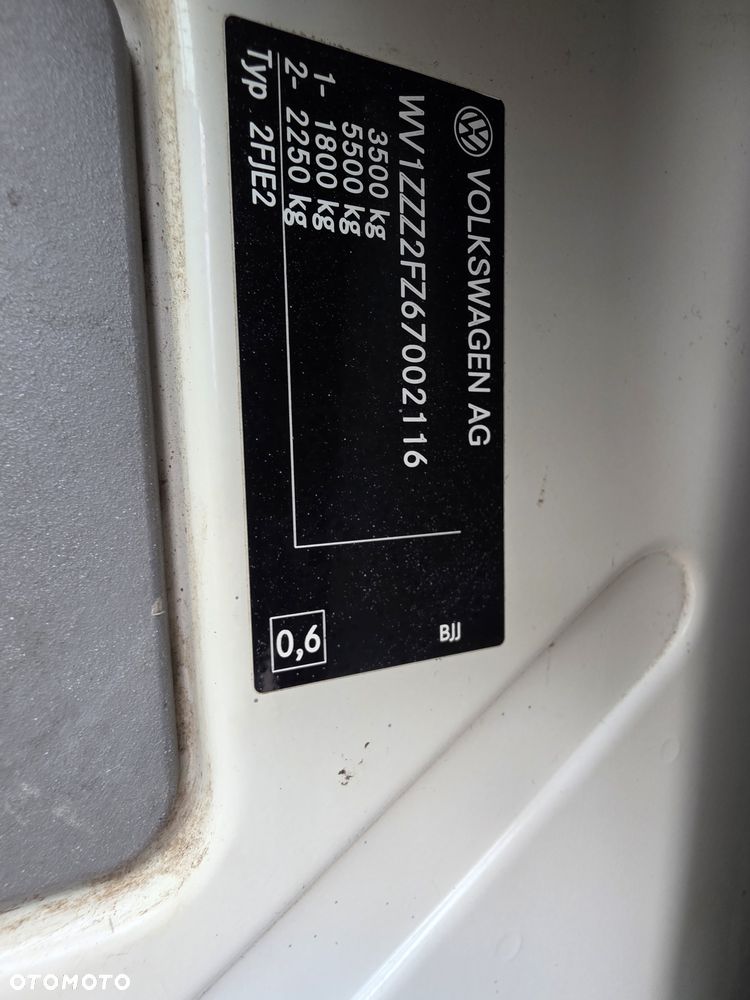 VOLKSWAGEN AG
WV1ZZZ2FZ67002116
3500 kg
5500 kg
1- 1800 kg
2- 2250 kg
Typ 2FJE2
BJJ
0,6
OTOMOTO